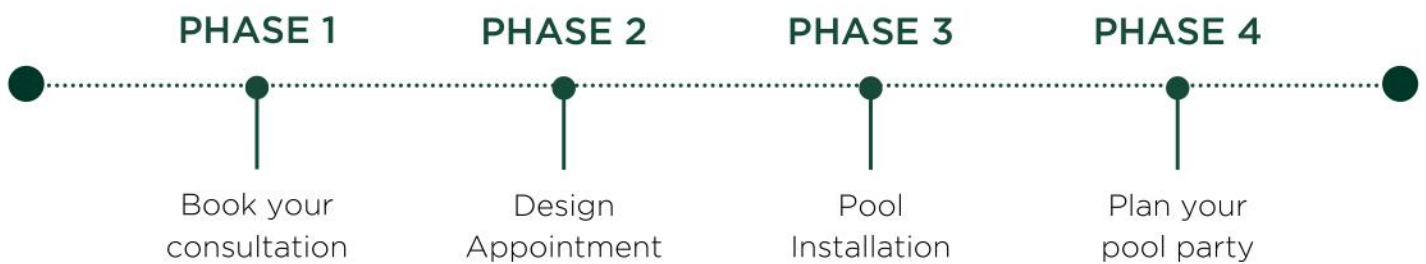 PHASE 1
PHASE 2
PHASE 3
PHASE 4
Book your
consultation
Design
Appointment
Pool
Installation
Plan your
pool party